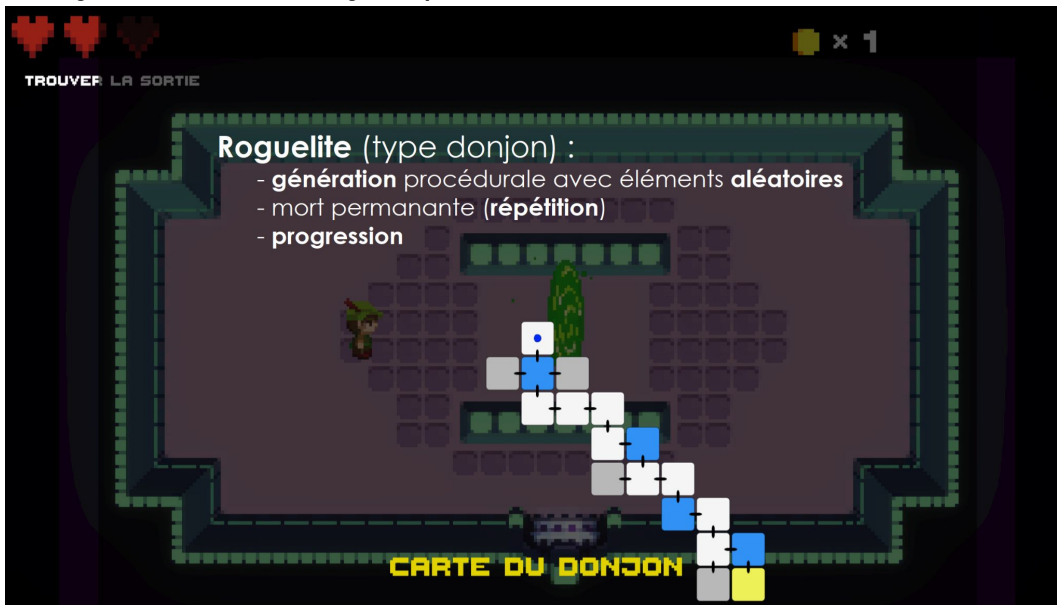 × 1
TROUVER LA SORTIE
Roguelite (type donjon) :
- génération procédurale avec éléments aléatoires
- mort permanante (répétition)
- progression
CARTE DU DONJON